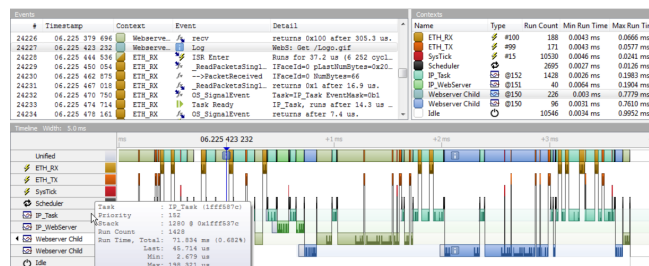 Events
# Timestamp Context Event Detail
24226 06.225 379 696 Webserve… recv returns 0x100 after 305.3 us.
24227 06.225 423 232 Webserve… Log WebS: Get /Logo.gif
24228 06.225 444 536 ETH_RX ISR Enter Runs for 37.2 us (6 252 cycl…
24229 06.225 450 054 ETH_RX _ReadPacketsSingl… IFaceId=0 pLastNumBytes=0x20…
24230 06.225 462 875 ETH_RX -->PacketReceived IFaceId=0 NumBytes=66
24231 06.225 467 018 ETH_RX _ReadPacketsSingl… returns 0x1 after 16.9 us.
24232 06.225 470 750 ETH_RX OS_SignalEvent Task=IP_Task EventMask=0b1
24233 06.225 474 714 ETH_RX Task Ready IP_Task, runs after 14.3 us …
24234 06.225 478 161 ETH_RX OS_SignalEvent returns after 7.4 us.
Contexts
Name Type Run Count Min Run Time Max Run Ti
ETH_RX #100 188 0.0043 ms 0.0666 ms
ETH_TX #99 171 0.0043 ms 0.0577 ms
SysTick #15 10530 0.0046 ms 0.0241 ms
Scheduler 2695 0.0027 ms 0.0126 ms
IP_Task @152 1428 0.0026 ms 0.1983 ms
IP_WebServer @151 40 0.0064 ms 0.1904 ms
Webserver Child @150 226 0.003 ms 0.7779 ms
Webserver Child @150 96 0.0031 ms 0.7610 ms
Idle 10546 0.0034 ms 0.9952 ms
Timeline Width: 5.0 ms
ms 06.225 423 232 +1 ms +2 ms +3 ms
Unified
ETH_RX
ETH_TX
SysTick
Scheduler
IP_Task
IP_WebServer
Webserver Child
Webserver Child
Idle
Task : IP_Task (1fff587c)
Priority : 152
Stack : 1280 @ 0x1fff537c
Run Count : 1428
Run Time, Total: 71.834 ms (0.682%)
Last: 45.714 us
Min: 2.679 us
Max: 198.321 us